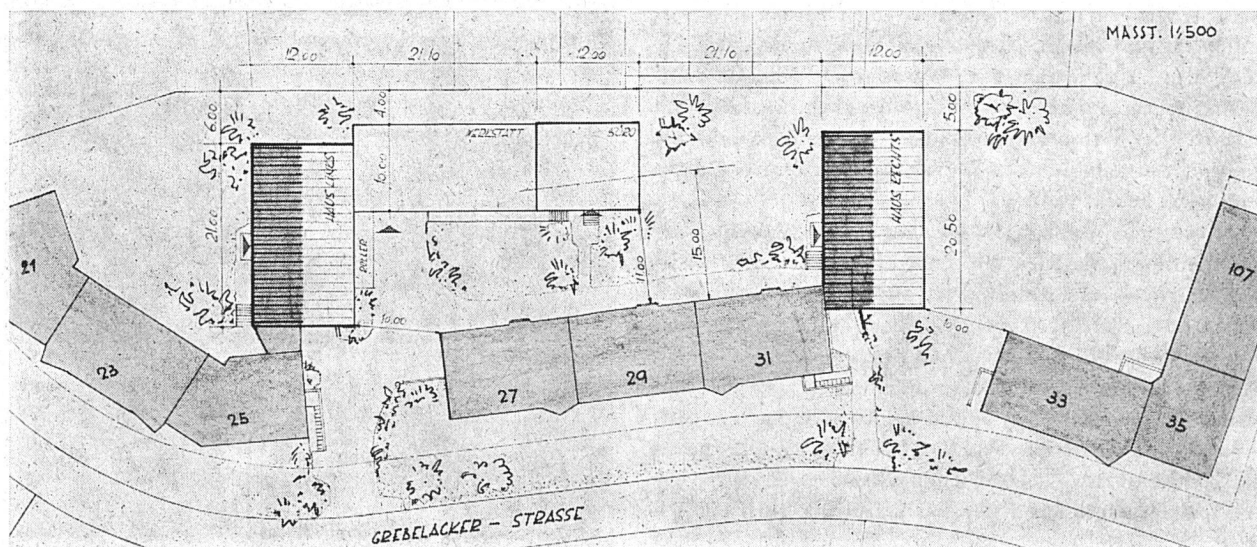 MASST. 1:500
12.00 21.10 12.00 21.10 12.00
6.00
4.00
5.00
WERKSTATT BÜRO
HAUS LINKS
10.00
HAUS RECHTS
21.00
20.50
KELLER
11.00
15.00
10.00
10.00
21
23
25
27
29
31
33
35
107
GREBELACKER - STRASSE